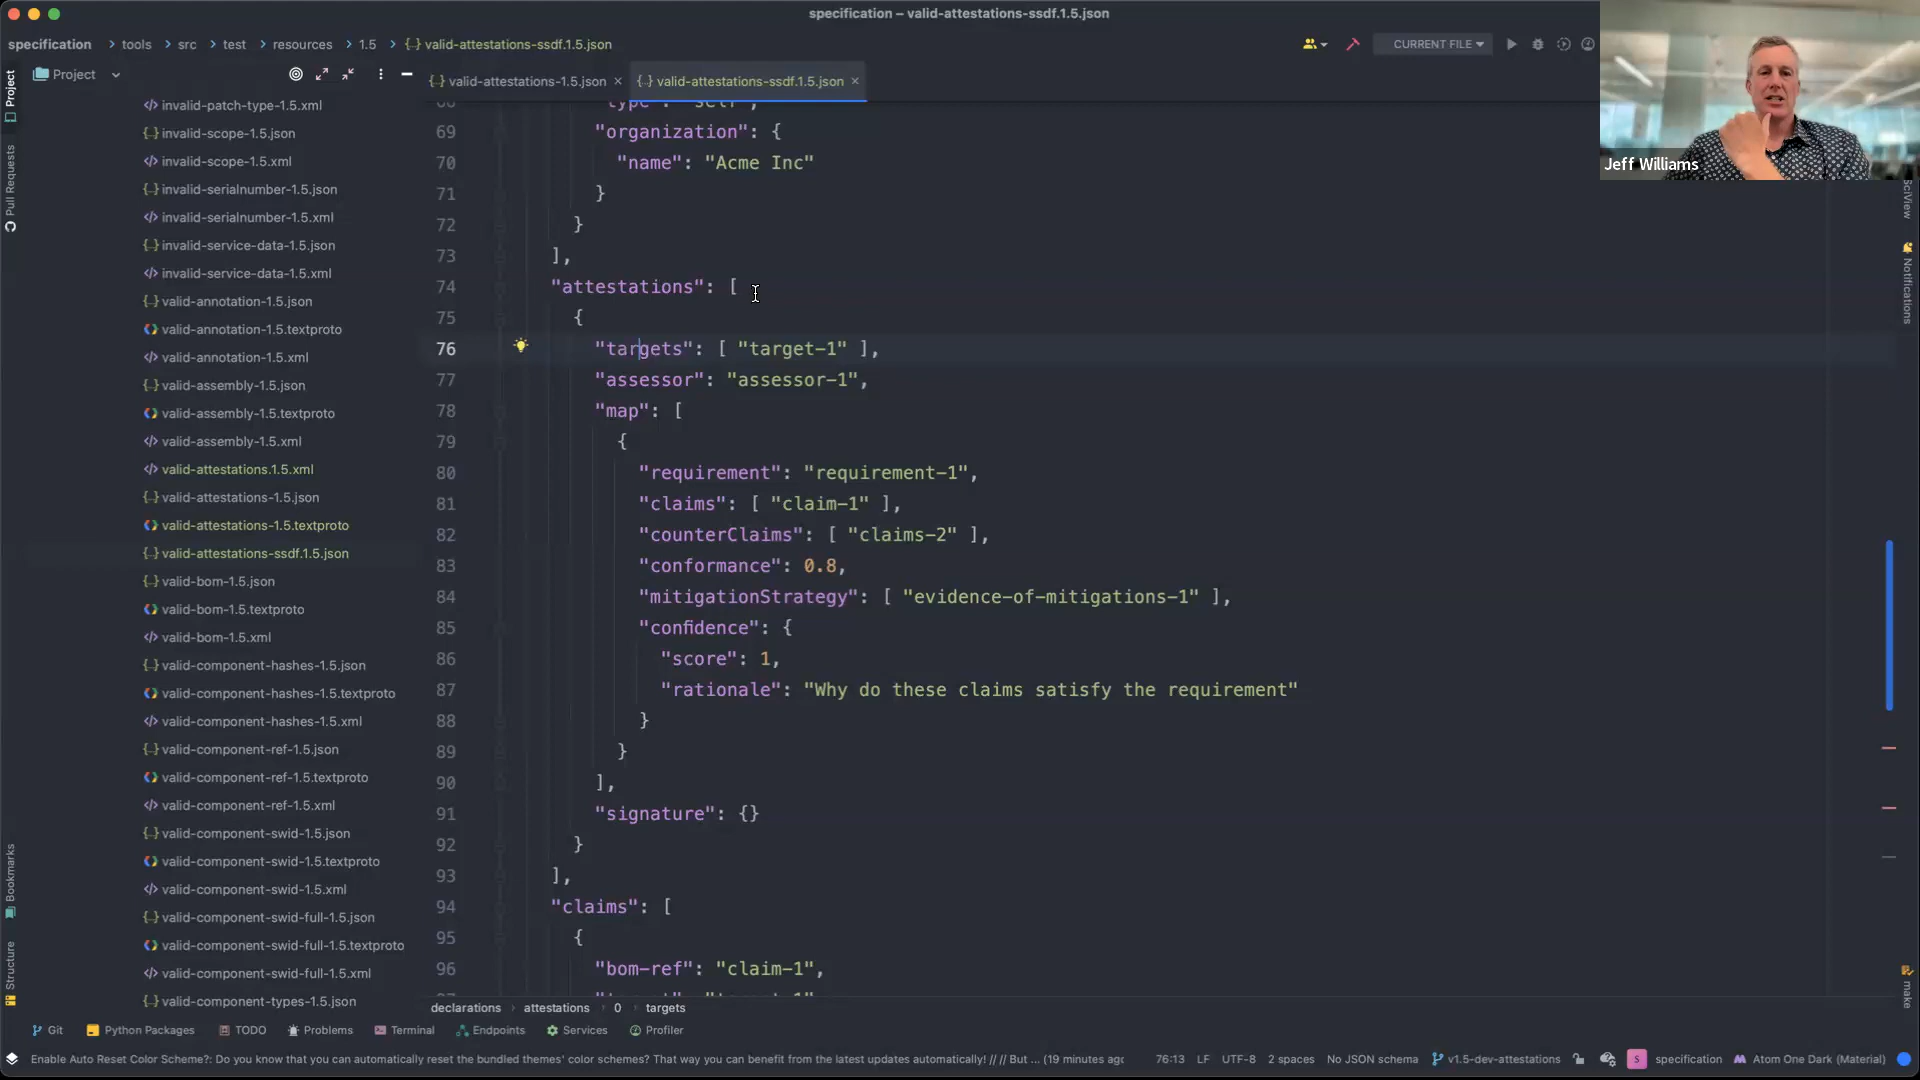 specification – valid-attestations-ssdf.1.5.json
specification > tools > src > test > resources > 1.5 > valid-attestations-ssdf.1.5.json
CURRENT FILE
Jeff Williams
Project
valid-attestations-1.5.json
valid-attestations-ssdf.1.5.json
Project
Pull Requests
Bookmarks
Structure
invalid-patch-type-1.5.xml
invalid-scope-1.5.json
invalid-scope-1.5.xml
invalid-serialnumber-1.5.json
invalid-serialnumber-1.5.xml
invalid-service-data-1.5.json
invalid-service-data-1.5.xml
valid-annotation-1.5.json
valid-annotation-1.5.textproto
valid-annotation-1.5.xml
valid-assembly-1.5.json
valid-assembly-1.5.textproto
valid-assembly-1.5.xml
valid-attestations.1.5.xml
valid-attestations-1.5.json
valid-attestations-1.5.textproto
valid-attestations-ssdf.1.5.json
valid-bom-1.5.json
valid-bom-1.5.textproto
valid-bom-1.5.xml
valid-component-hashes-1.5.json
valid-component-hashes-1.5.textproto
valid-component-hashes-1.5.xml
valid-component-ref-1.5.json
valid-component-ref-1.5.textproto
valid-component-ref-1.5.xml
valid-component-swid-1.5.json
valid-component-swid-1.5.textproto
valid-component-swid-1.5.xml
valid-component-swid-full-1.5.json
valid-component-swid-full-1.5.textproto
valid-component-swid-full-1.5.xml
valid-component-types-1.5.json
69 "organization": {
70 "name": "Acme Inc"
71 }
72 }
73 ],
74 "attestations": [
75 {
76 "targets": [ "target-1" ],
77 "assessor": "assessor-1",
78 "map": [
79 {
80 "requirement": "requirement-1",
81 "claims": [ "claim-1" ],
82 "counterClaims": [ "claims-2" ],
83 "conformance": 0.8,
84 "mitigationStrategy": [ "evidence-of-mitigations-1" ],
85 "confidence": {
86 "score": 1,
87 "rationale": "Why do these claims satisfy the requirement"
88 }
89 }
90 ],
91 "signature": {}
92 }
93 ],
94 "claims": [
95 {
96 "bom-ref": "claim-1",
SciView
Notifications
make
declarations > attestations > 0 > targets
Git
Python Packages
TODO
Problems
Terminal
Endpoints
Services
Profiler
Enable Auto Reset Color Scheme?: Do you know that you can automatically reset the bundled themes' color schemes? That way you can benefit from the latest updates automatically! // // But ... (19 minutes ago
76:13 LF UTF-8 2 spaces No JSON schema v1.5-dev-attestations S specification Atom One Dark (Material)